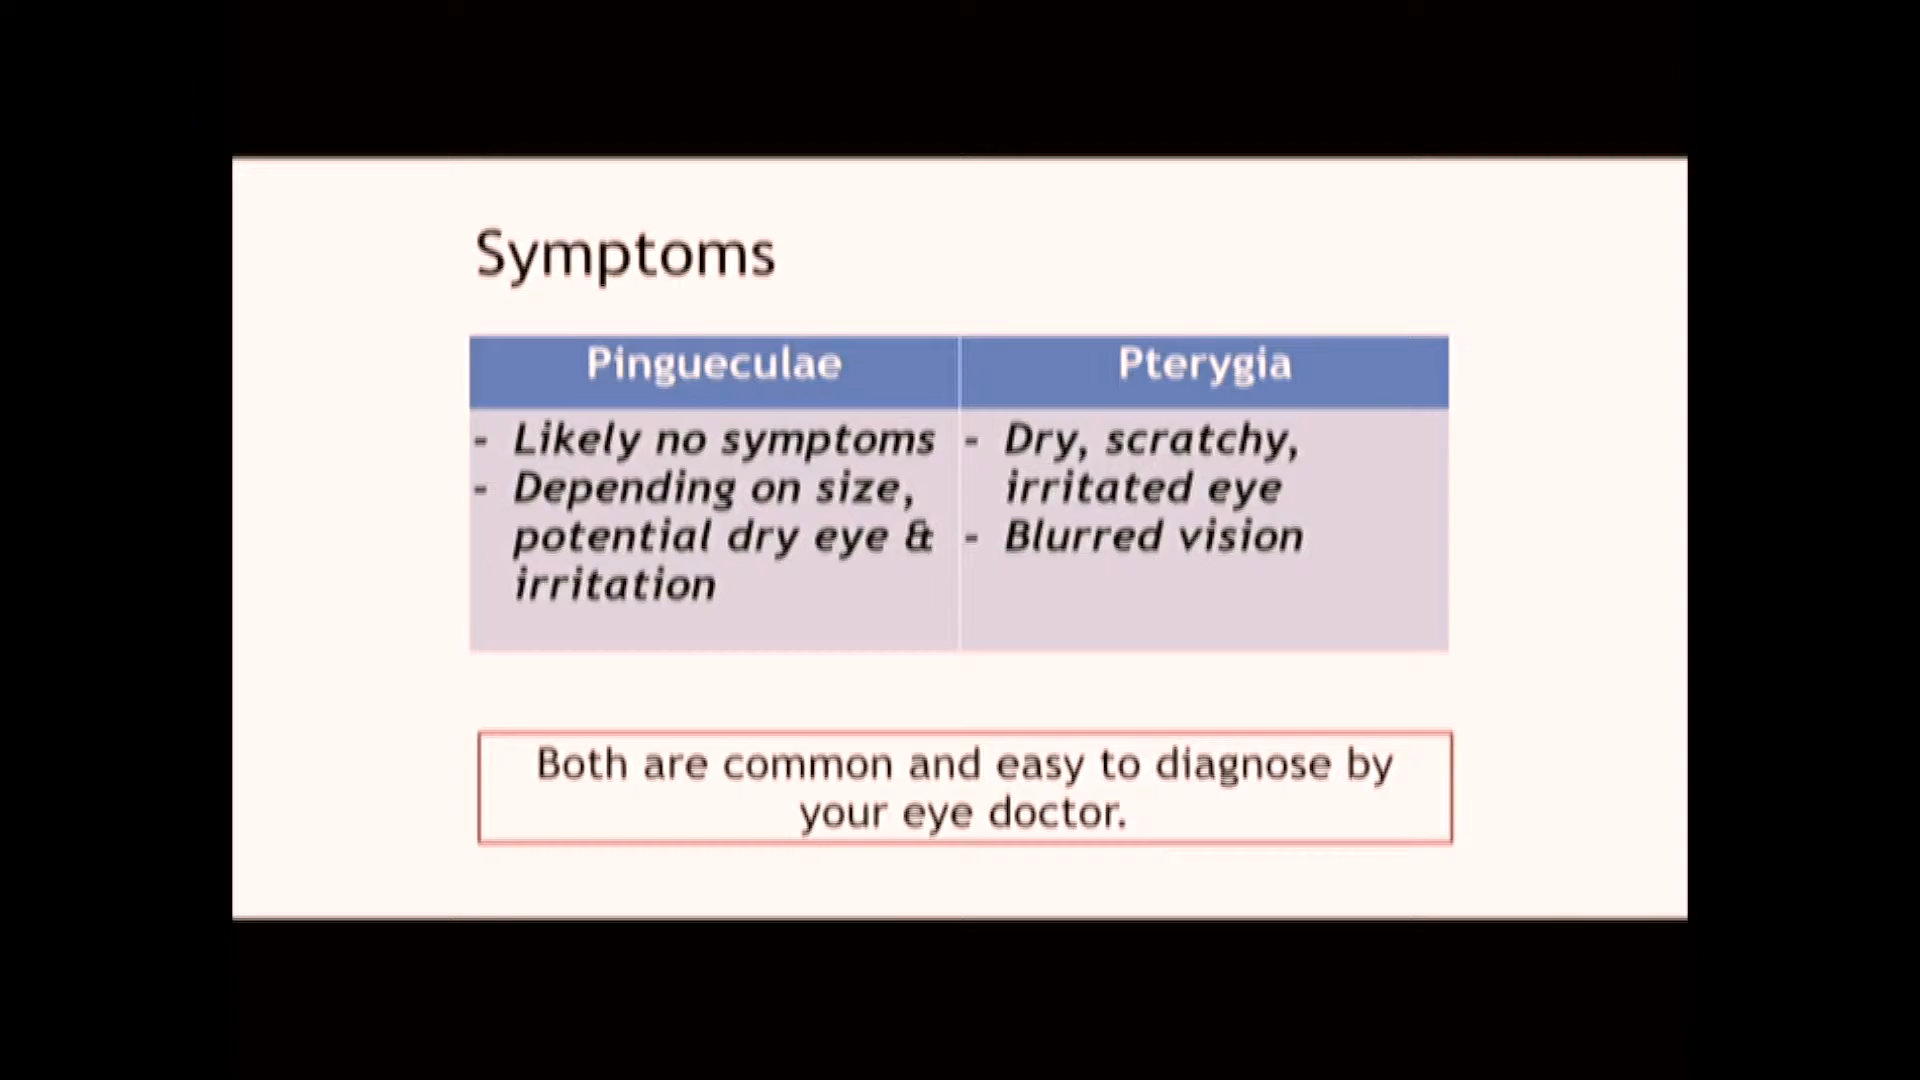 Symptoms
Pingueculae
- Likely no symptoms
- Depending on size,
potential dry eye &
irritation
Pterygia
- Dry, scratchy,
irritated eye
- Blurred vision
Both are common and easy to diagnose by
your eye doctor.